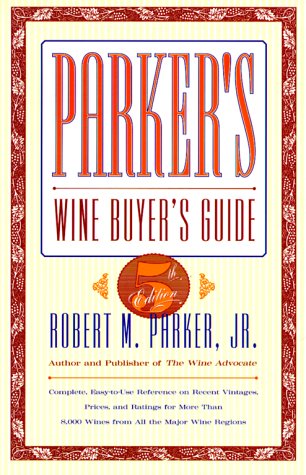 PARKER'S
WINE BUYER'S GUIDE
5th
Edition
ROBERT M. PARKER, JR.
Author and Publisher of The Wine Advocate
Complete, Easy-to-Use Reference on Recent Vintages,
Prices, and Ratings for More Than
8,000 Wines from All the Major Wine Regions